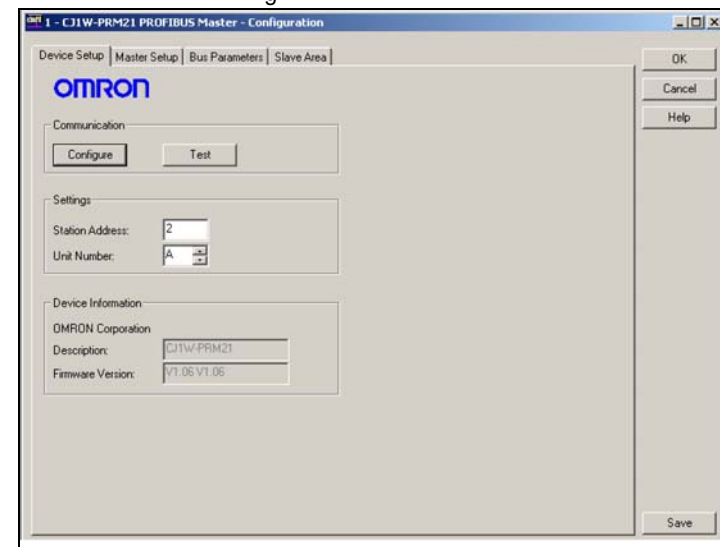 1 - CJ1W-PRM21 PROFIBUS Master - Configuration
Device Setup Master Setup Bus Parameters Slave Area
OK
OMRON
Cancel
Help
Communication
Configure Test
Settings
Station Address: 2
Unit Number: A
Device Information
OMRON Corporation
Description: CJ1W-PRM21
Firmware Version: V1.06 V1.06
Save